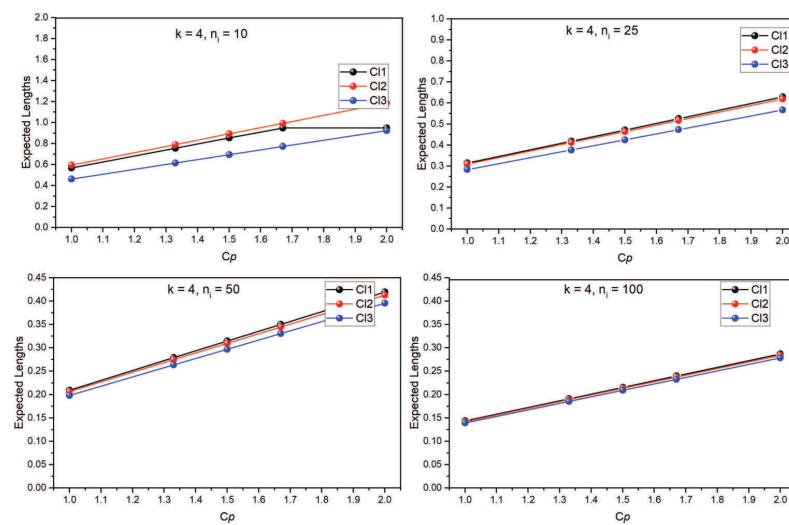 k = 4, ni = 10
CI1
CI2
CI3
Expected Lengths
2.0
1.8
1.6
1.4
1.2
1.0
0.8
0.6
0.4
0.2
0.0
1.0 1.1 1.2 1.3 1.4 1.5 1.6 1.7 1.8 1.9 2.0
Cp
k = 4, ni = 25
CI1
CI2
CI3
Expected Lengths
1.0
0.9
0.8
0.7
0.6
0.5
0.4
0.3
0.2
0.1
0.0
1.0 1.1 1.2 1.3 1.4 1.5 1.6 1.7 1.8 1.9 2.0
Cp
k = 4, ni = 50
CI1
CI2
CI3
Expected Lengths
0.45
0.40
0.35
0.30
0.25
0.20
0.15
0.10
0.05
0.00
1.0 1.1 1.2 1.3 1.4 1.5 1.6 1.7 1.8 1.9 2.0
Cp
k = 4, ni = 100
CI1
CI2
CI3
Expected Lengths
0.45
0.40
0.35
0.30
0.25
0.20
0.15
0.10
0.05
0.00
1.0 1.1 1.2 1.3 1.4 1.5 1.6 1.7 1.8 1.9 2.0
Cp